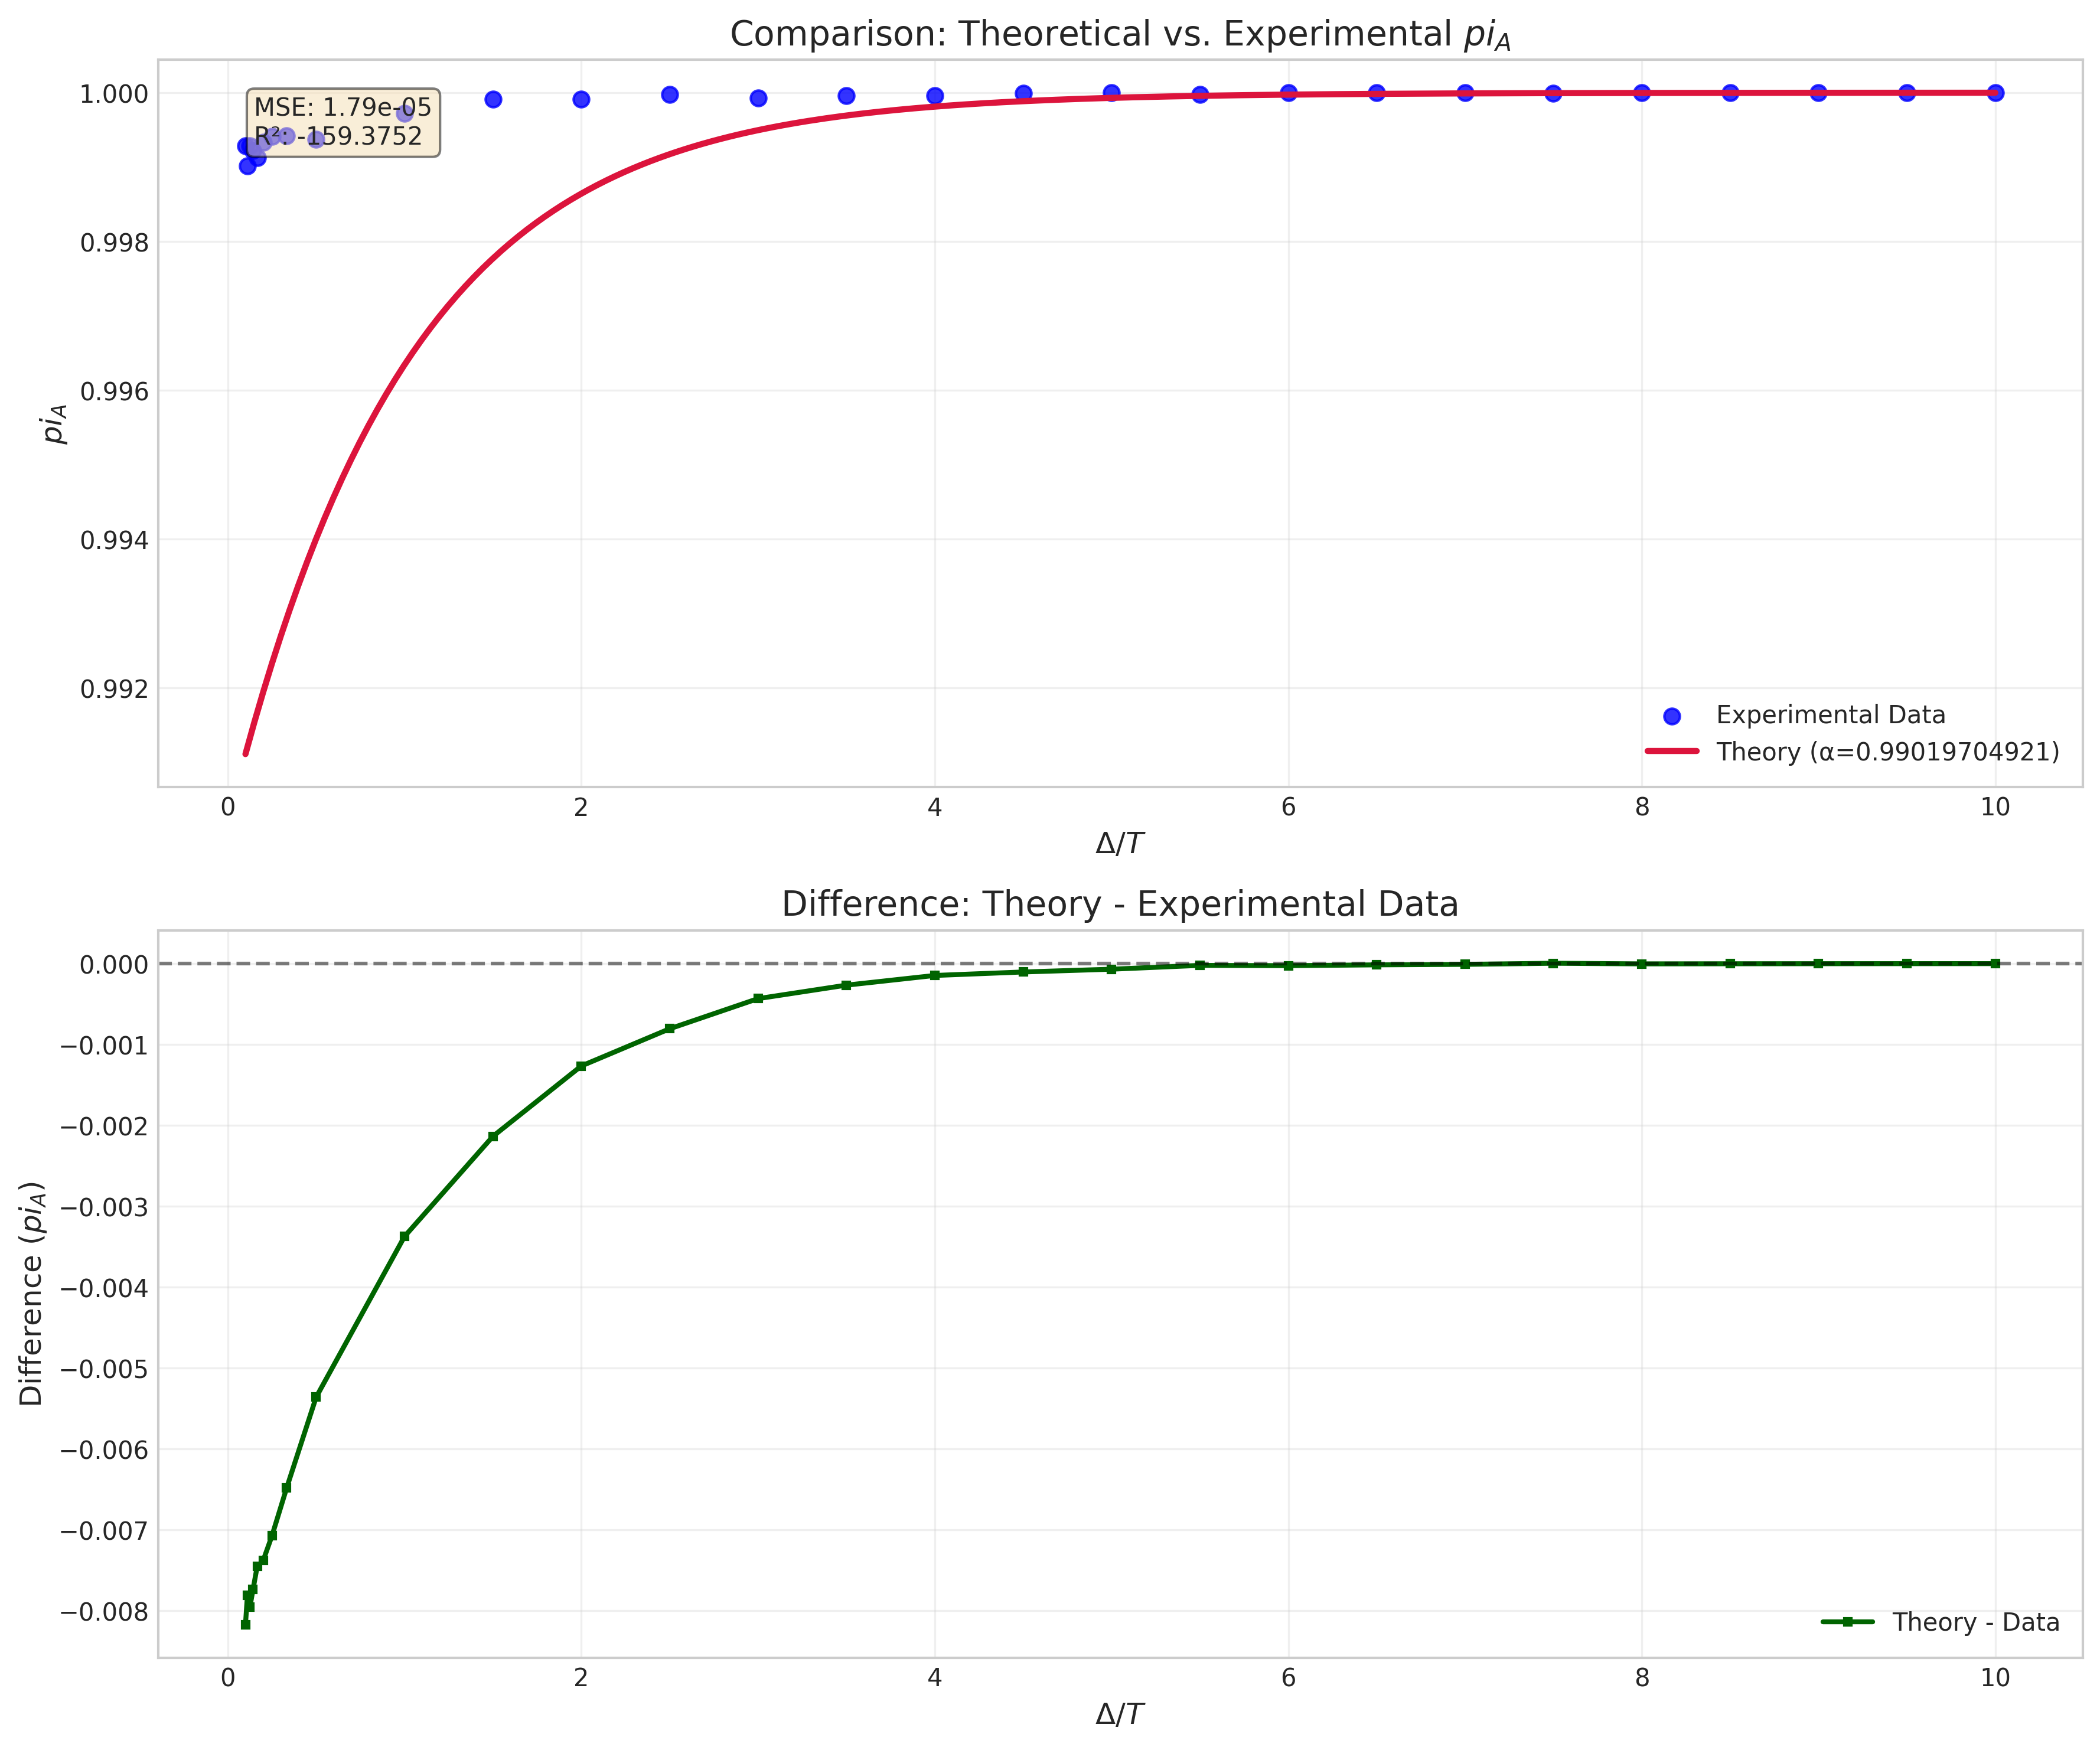 Comparison: Theoretical vs. Experimental pi_A
MSE: 1.79e-05
R²: -159.3752
1.000
0.998
0.996
0.994
0.992
pi_A
Experimental Data
Theory (α=0.99019704921)
0 2 4 6 8 10
Δ/T
Difference: Theory - Experimental Data
0.000
−0.001
−0.002
−0.003
−0.004
−0.005
−0.006
−0.007
−0.008
Difference (pi_A)
Theory - Data
0 2 4 6 8 10
Δ/T